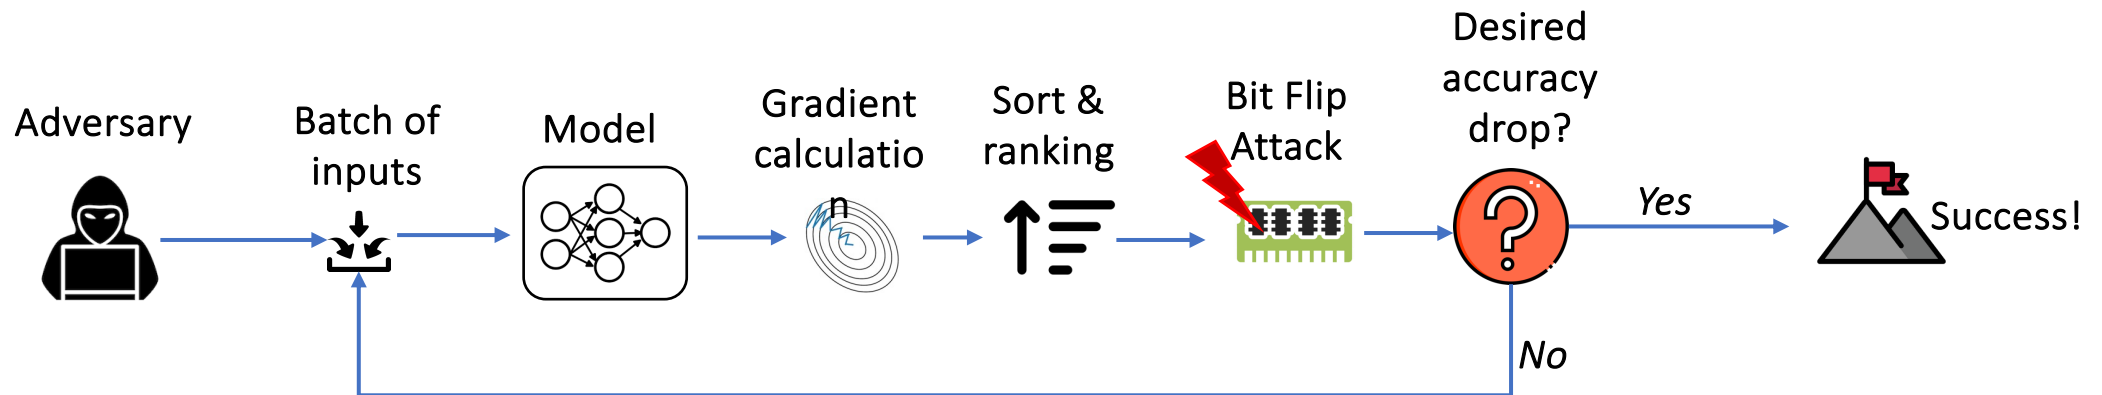 Adversary
Batch of
inputs
Model
Gradient
calculatio
n
Sort &
ranking
Bit Flip
Attack
Desired
accuracy
drop?
Yes
No
Success!